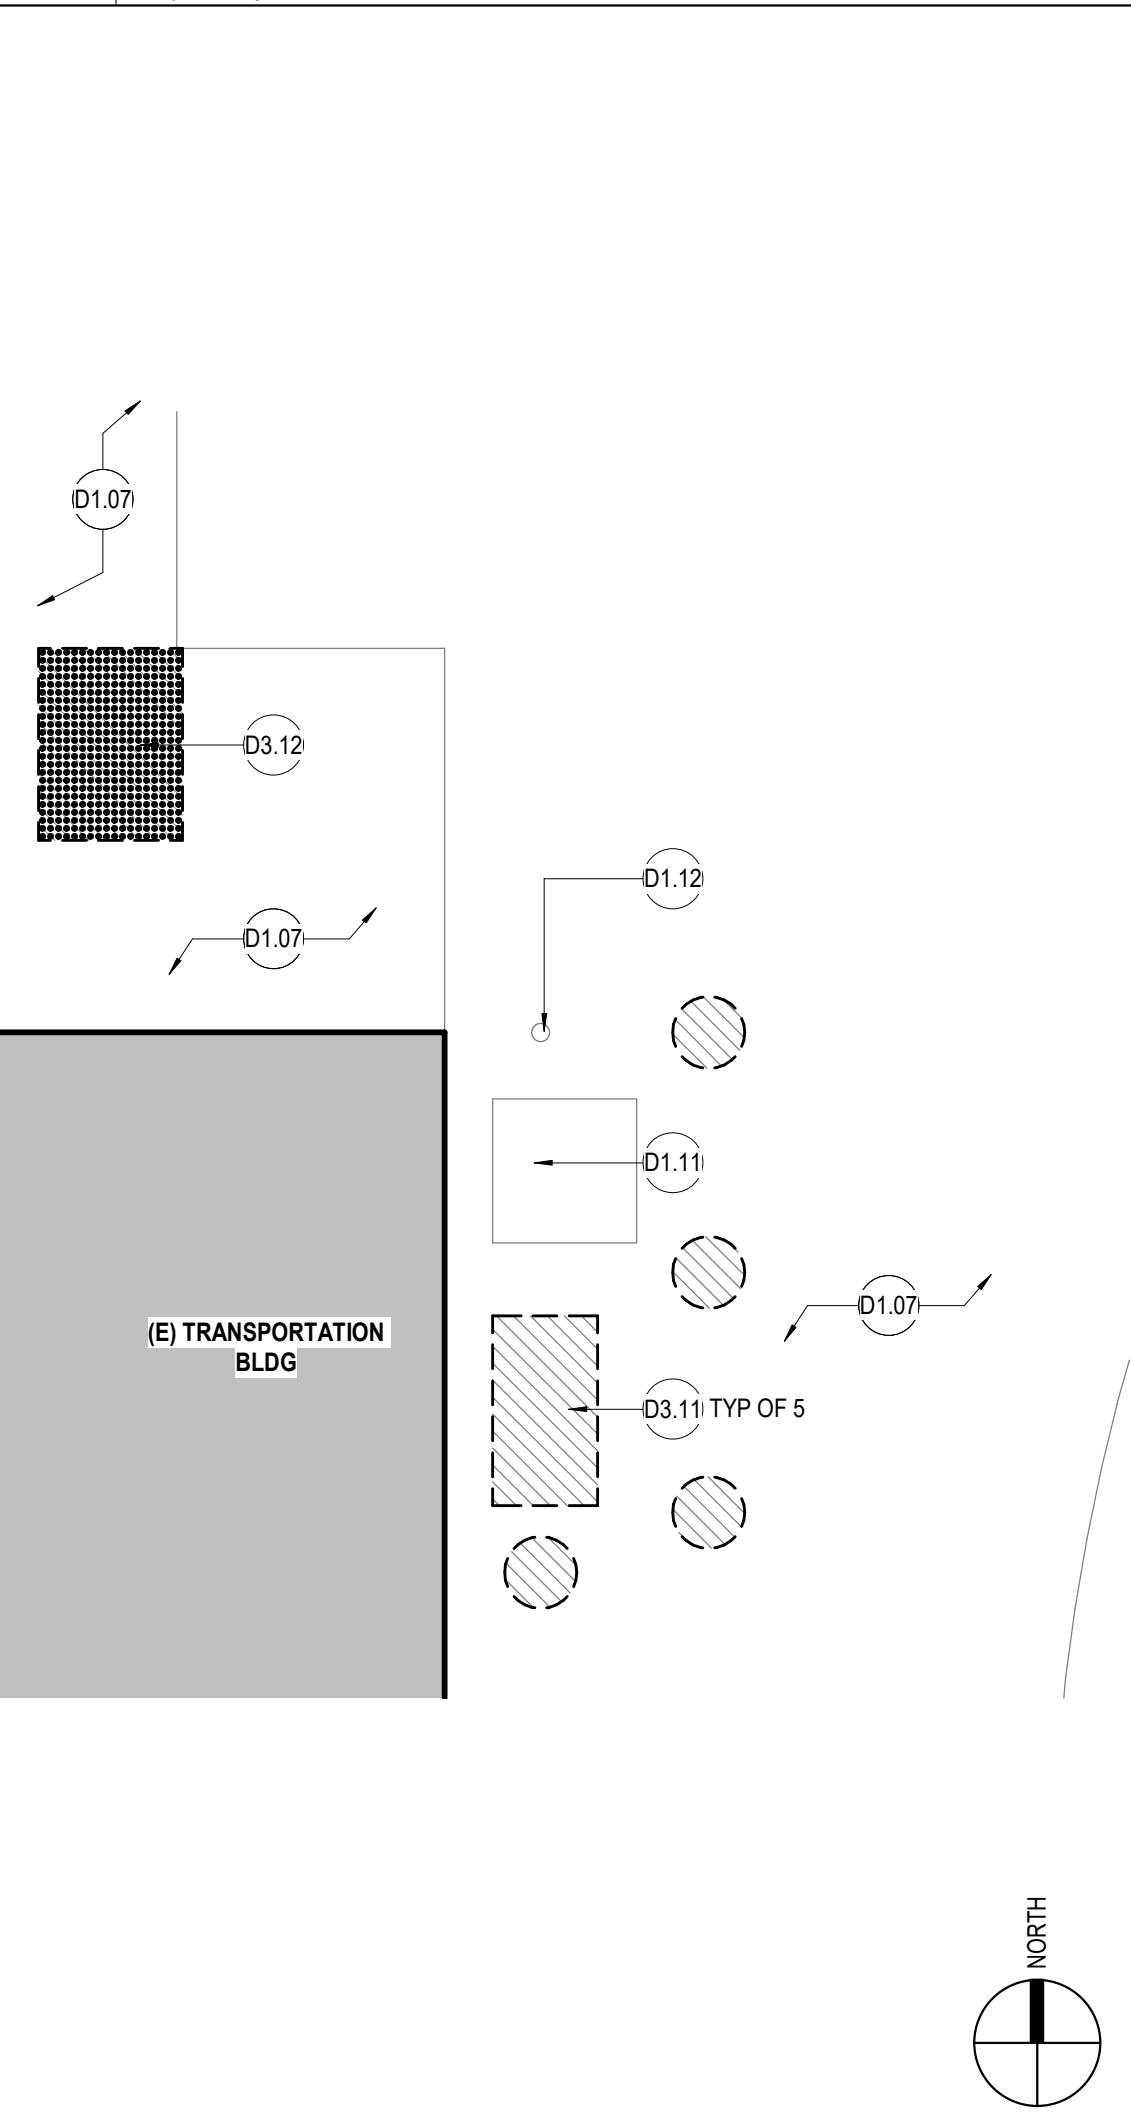 D1.07
D3.12
D1.12
D1.07
D1.11
D1.07
(E) TRANSPORTATION
BLDG
D3.11 TYP OF 5
NORTH